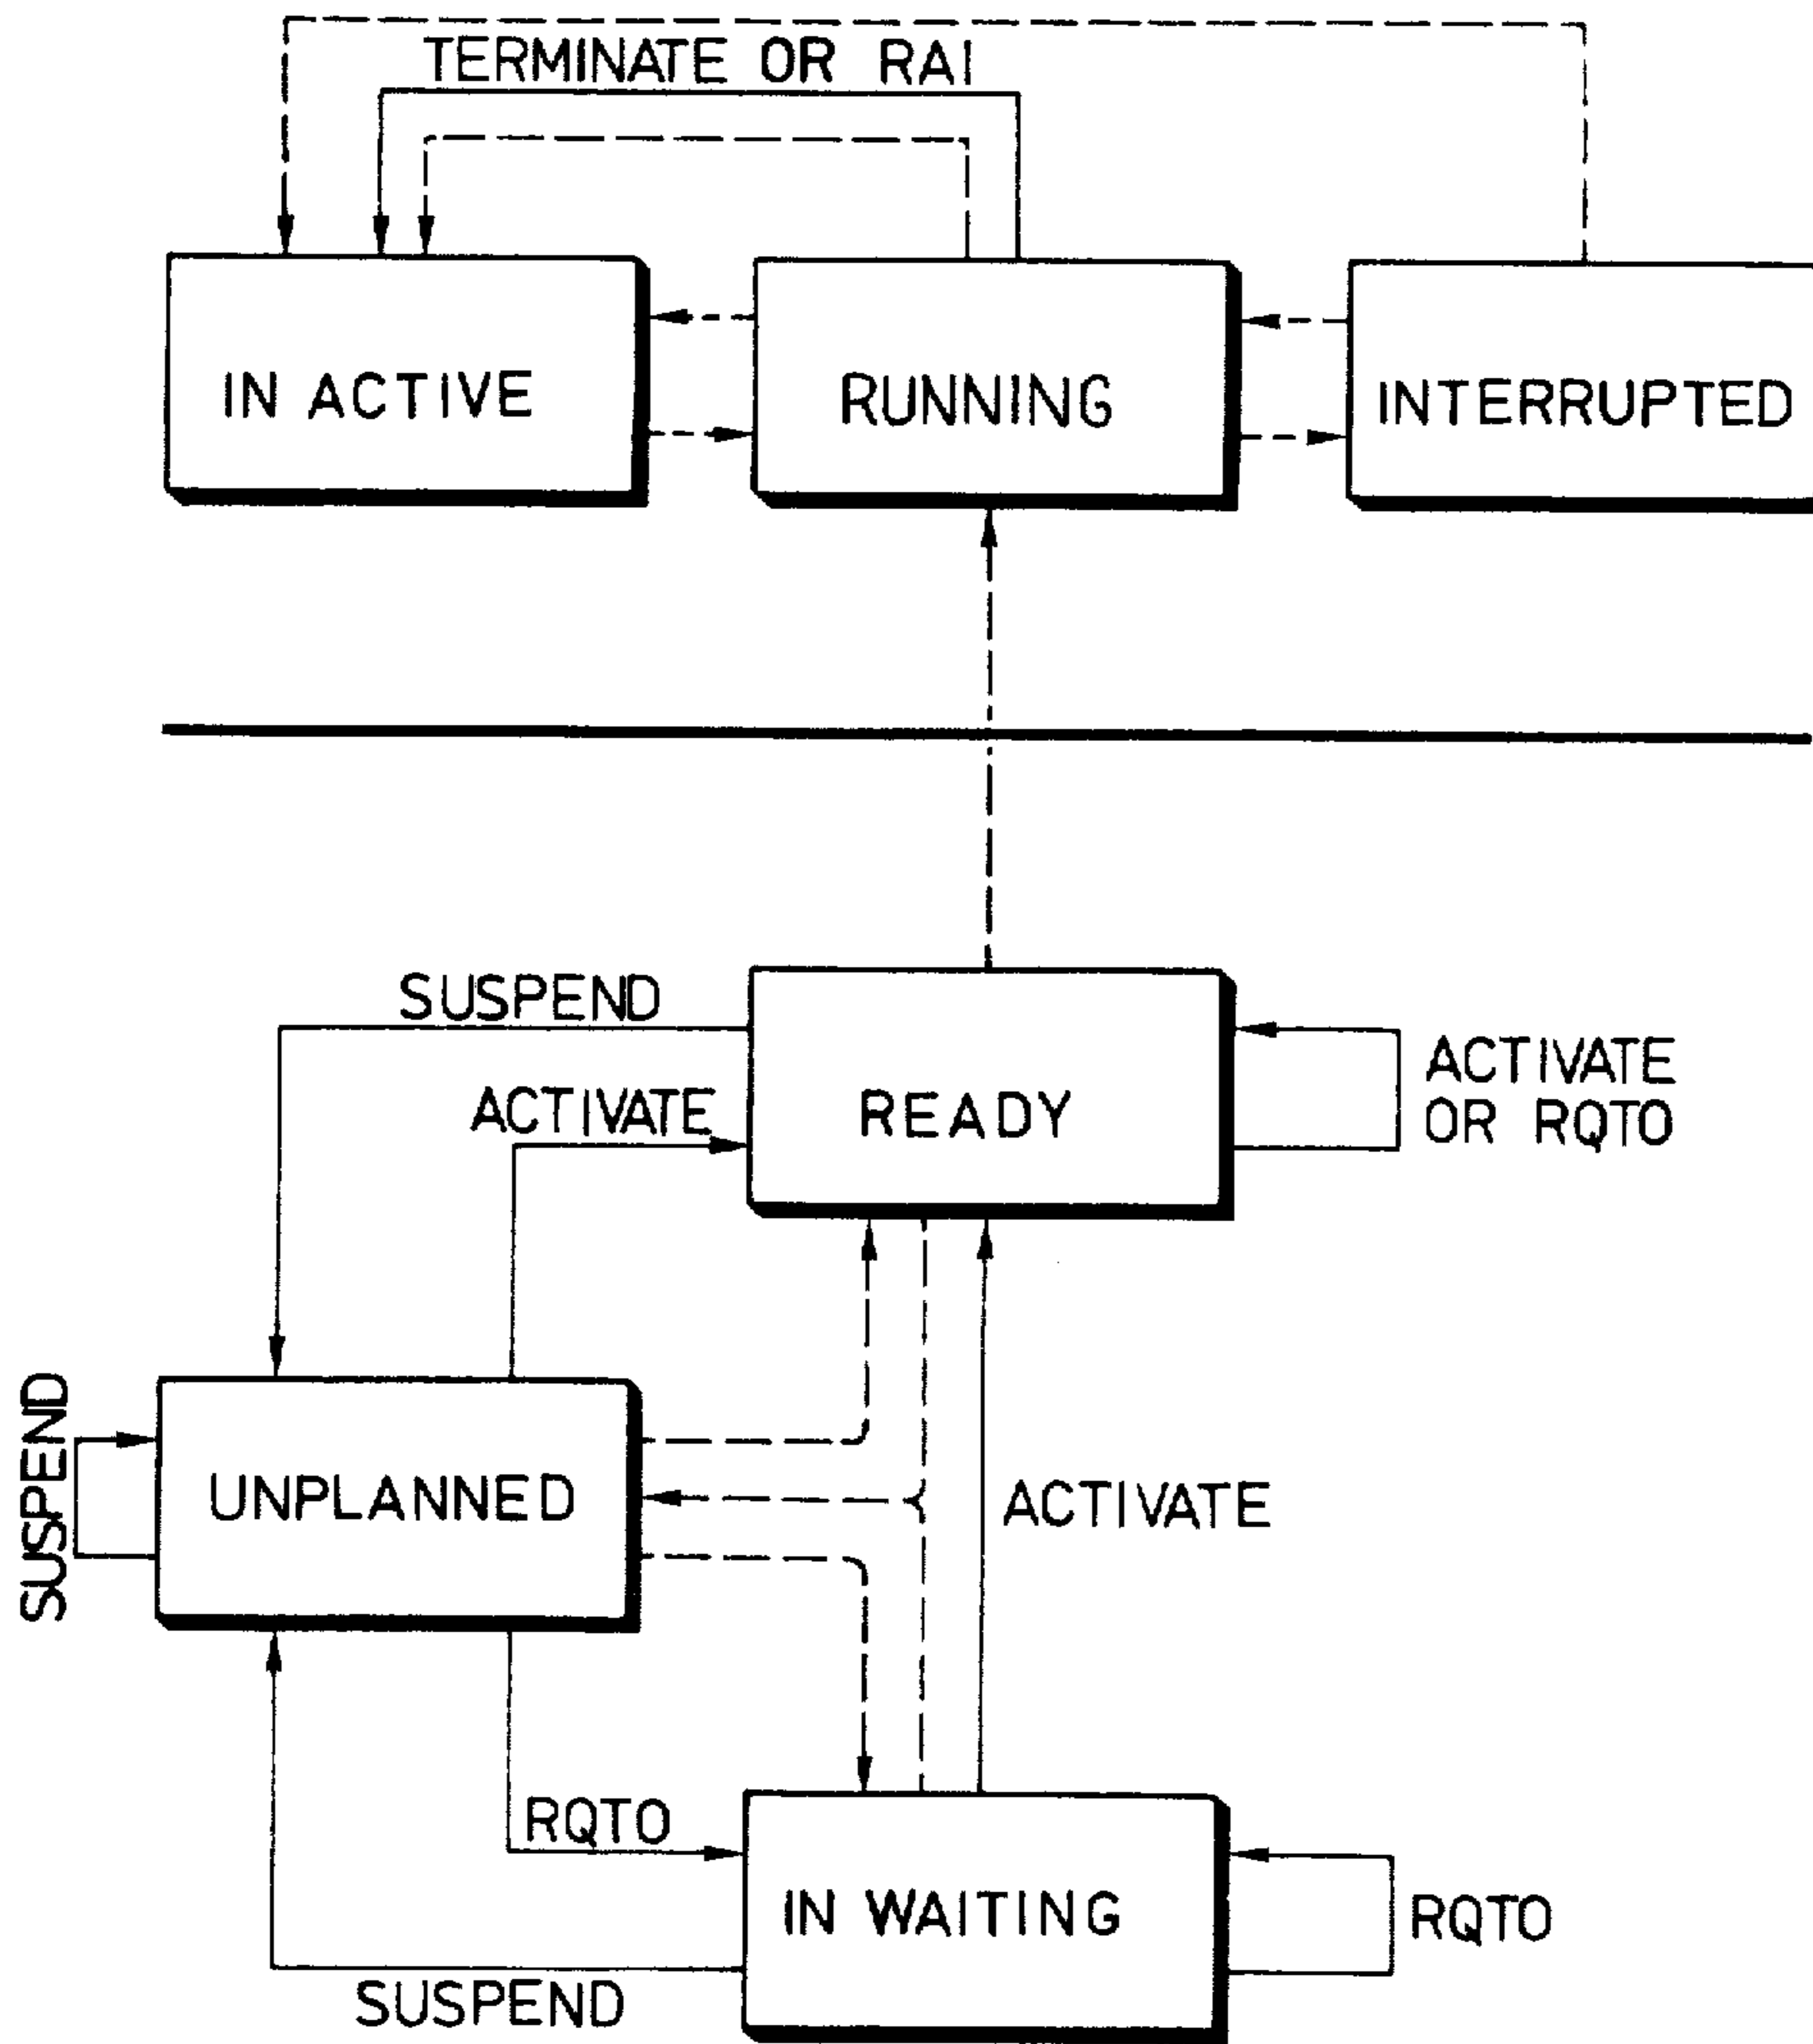 TERMINATE OR RAI
IN ACTIVE
RUNNING
INTERRUPTED
SUSPEND
ACTIVATE
READY
ACTIVATE
OR RQTO
SUSPEND
UNPLANNED
ACTIVATE
RQTO
IN WAITING
RQTO
SUSPEND